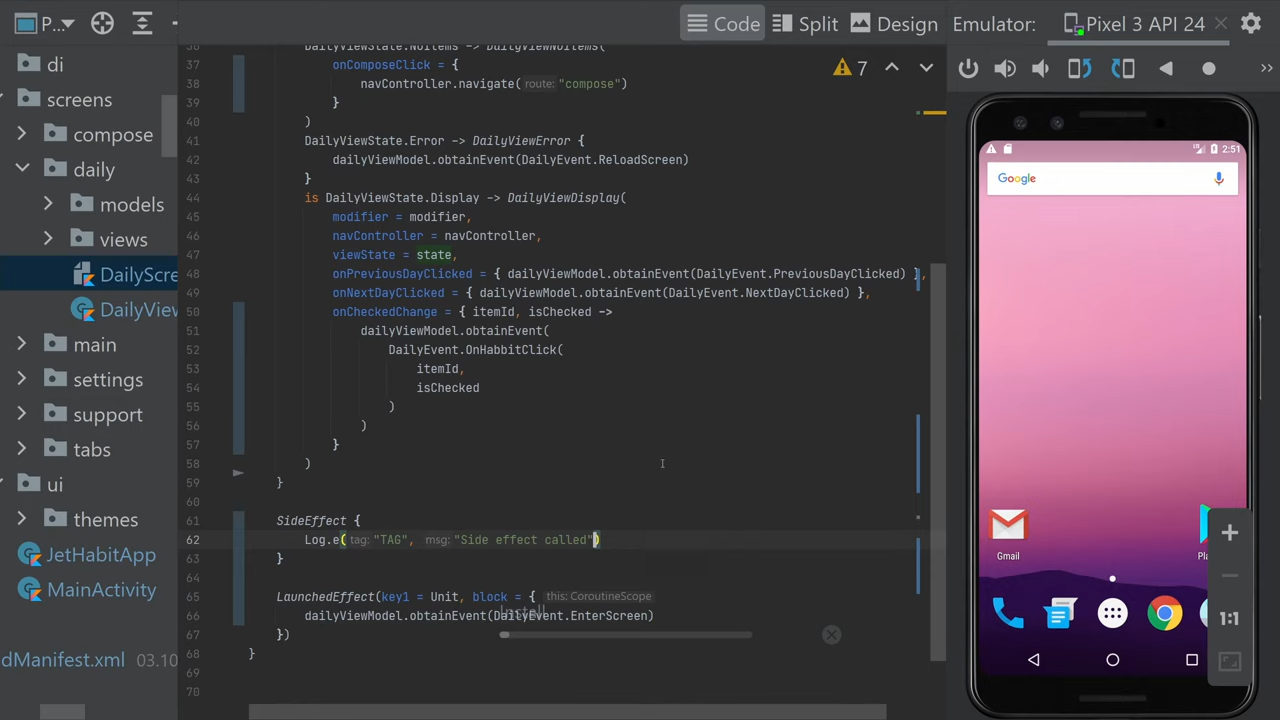 P...
Code
Split
Design
Emulator:
Pixel 3 API 24
di
screens
compose
daily
models
views
DailyScre
DailyView
main
settings
support
tabs
ui
themes
JetHabitApp
MainActivity
dManifest.xml 03.10
7
36 DailyViewState.NoItems -> DailyViewNoItems(
37 onComposeClick = {
38 navController.navigate( route: "compose")
39 }
40 )
41 DailyViewState.Error -> DailyViewError {
42 dailyViewModel.obtainEvent(DailyEvent.ReloadScreen)
43 }
44 is DailyViewState.Display -> DailyViewDisplay(
45 modifier = modifier,
46 navController = navController,
47 viewState = state,
48 onPreviousDayClicked = { dailyViewModel.obtainEvent(DailyEvent.PreviousDayClicked) },
49 onNextDayClicked = { dailyViewModel.obtainEvent(DailyEvent.NextDayClicked) },
50 onCheckedChange = { itemId, isChecked ->
51 dailyViewModel.obtainEvent(
52 DailyEvent.OnHabbitClick(
53 itemId,
54 isChecked
55 )
56 )
57 }
58 )
59 }
60
61 SideEffect {
62 Log.e( tag: "TAG", msg: "Side effect called")
63 }
64
65 LaunchedEffect(key1 = Unit, block = { this: CoroutineScope
66 dailyViewModel.obtainEvent(DailyEvent.EnterScreen)
Install
67 })
68 }
69
70
2:51
Google
Gmail
1:1